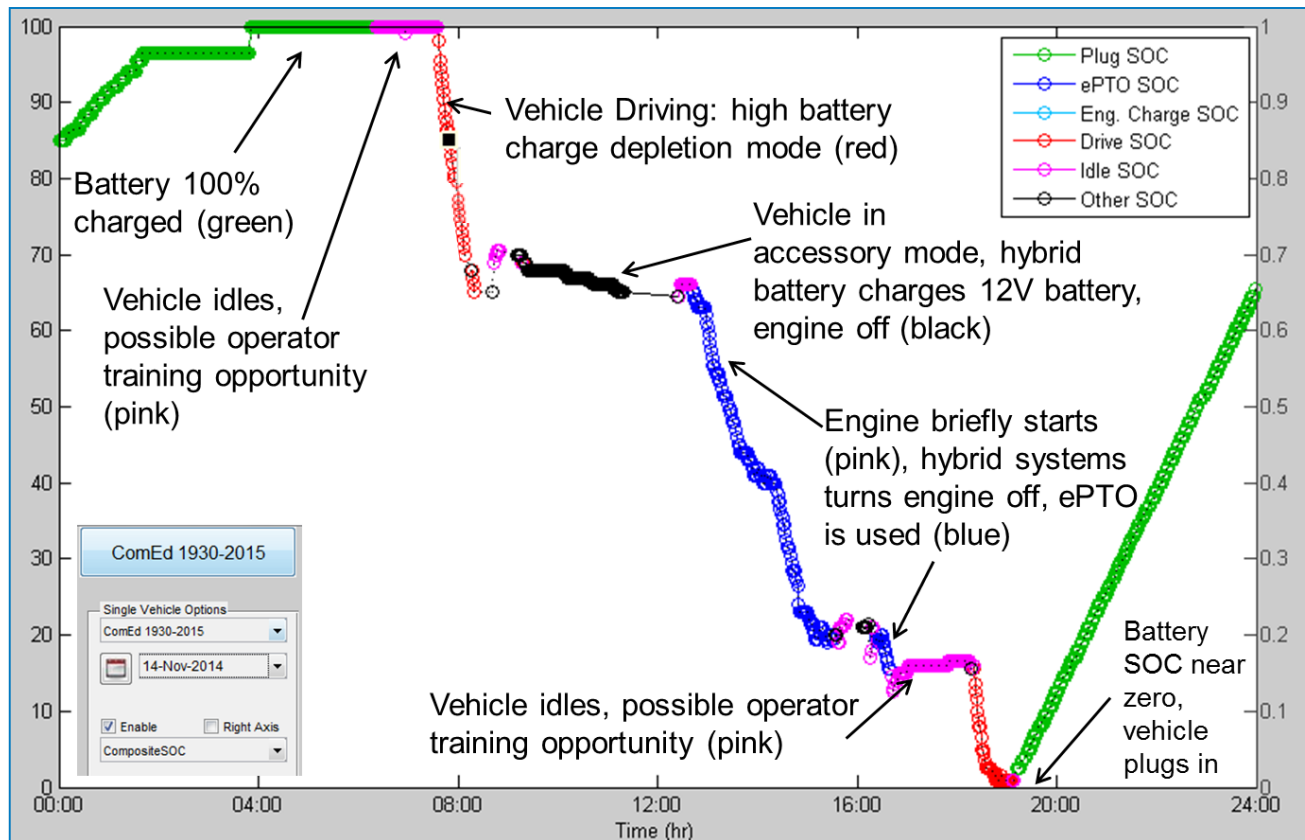 100
90
80
70
60
50
40
30
20
10
0
1
0.9
0.8
0.7
0.6
0.5
0.4
0.3
0.2
0.1
0
00:00
04:00
08:00
12:00
16:00
20:00
24:00
Time (hr)
Plug SOC
ePTO SOC
Eng. Charge SOC
Drive SOC
Idle SOC
Other SOC
Battery 100%
charged (green)
Vehicle idles,
possible operator
training opportunity
(pink)
Vehicle Driving: high battery
charge depletion mode (red)
Vehicle in
accessory mode, hybrid
battery charges 12V battery,
engine off (black)
Engine briefly starts
(pink), hybrid systems
turns engine off, ePTO
is used (blue)
Vehicle idles, possible operator
training opportunity (pink)
Battery
SOC near
zero,
vehicle
plugs in
ComEd 1930-2015
Single Vehicle Options
ComEd 1930-2015
14-Nov-2014
Enable
Right Axis
CompositeSOC